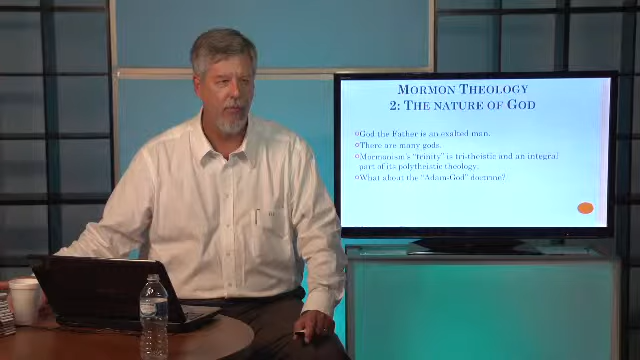 MORMON THEOLOGY
2: THE NATURE OF GOD
God the Father is an exalted man.
There are many gods.
Mormonism's "trinity" is tri-theistic and an integral
part of its polytheistic theology.
What about the "Adam-God" doctrine?